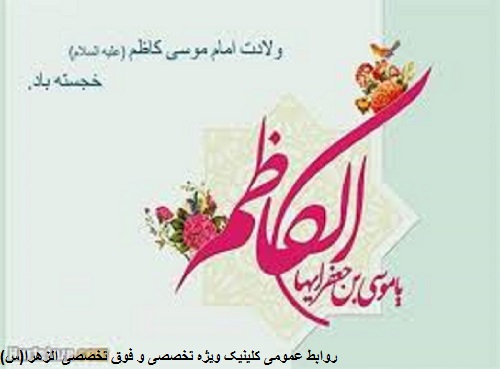 ولادت امام موسی کاظم (علیه السلام)
خجسته باد.
الکاظم
یا موسی بن جعفر ایها
روابط عمومی کلینیک ویژه تخصصی و فوق تخصصی الزهرا(س)